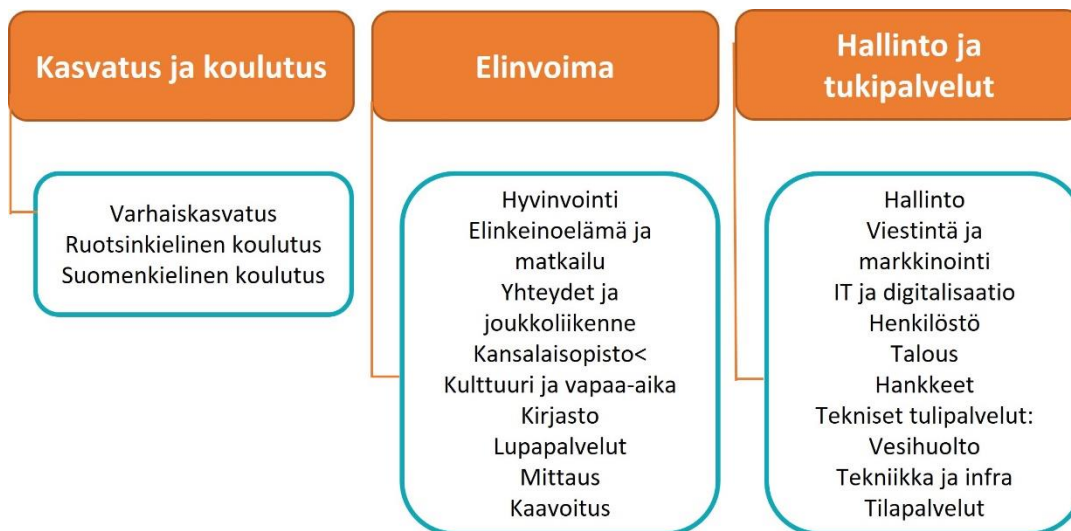 Kasvatus ja koulutus
Varhaiskasvatus
Ruotsinkielinen koulutus
Suomenkielinen koulutus
Elinvoima
Hyvinvointi
Elinkeinoelämä ja
matkailu
Yhteydet ja
joukkoliikenne
Kansalaisopisto<
Kulttuuri ja vapaa-aika
Kirjasto
Lupapalvelut
Mittaus
Kaavoitus
Hallinto ja
tukipalvelut
Hallinto
Viestintä ja
markkinointi
IT ja digitalisaatio
Henkilöstö
Talous
Hankkeet
Tekniset tulipalvelut:
Vesihuolto
Tekniikka ja infra
Tilapalvelut